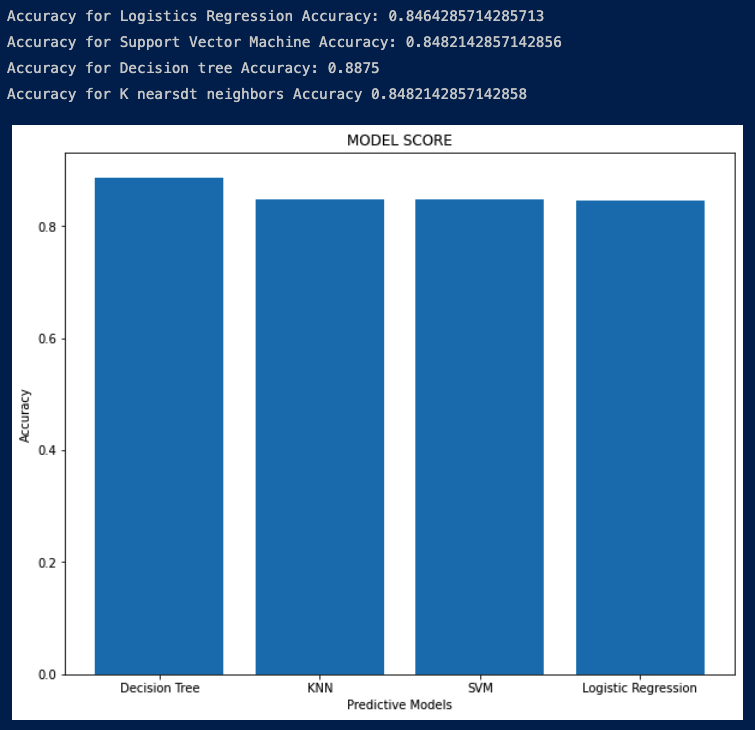 Accuracy for Logistics Regression Accuracy: 0.8464285714285713
Accuracy for Support Vector Machine Accuracy: 0.8482142857142856
Accuracy for Decision tree Accuracy: 0.8875
Accuracy for K nearsdt neighbors Accuracy 0.8482142857142858
MODEL SCORE
0.8
0.6
0.4
0.2
0.0
Accuracy
Decision Tree KNN SVM Logistic Regression
Predictive Models